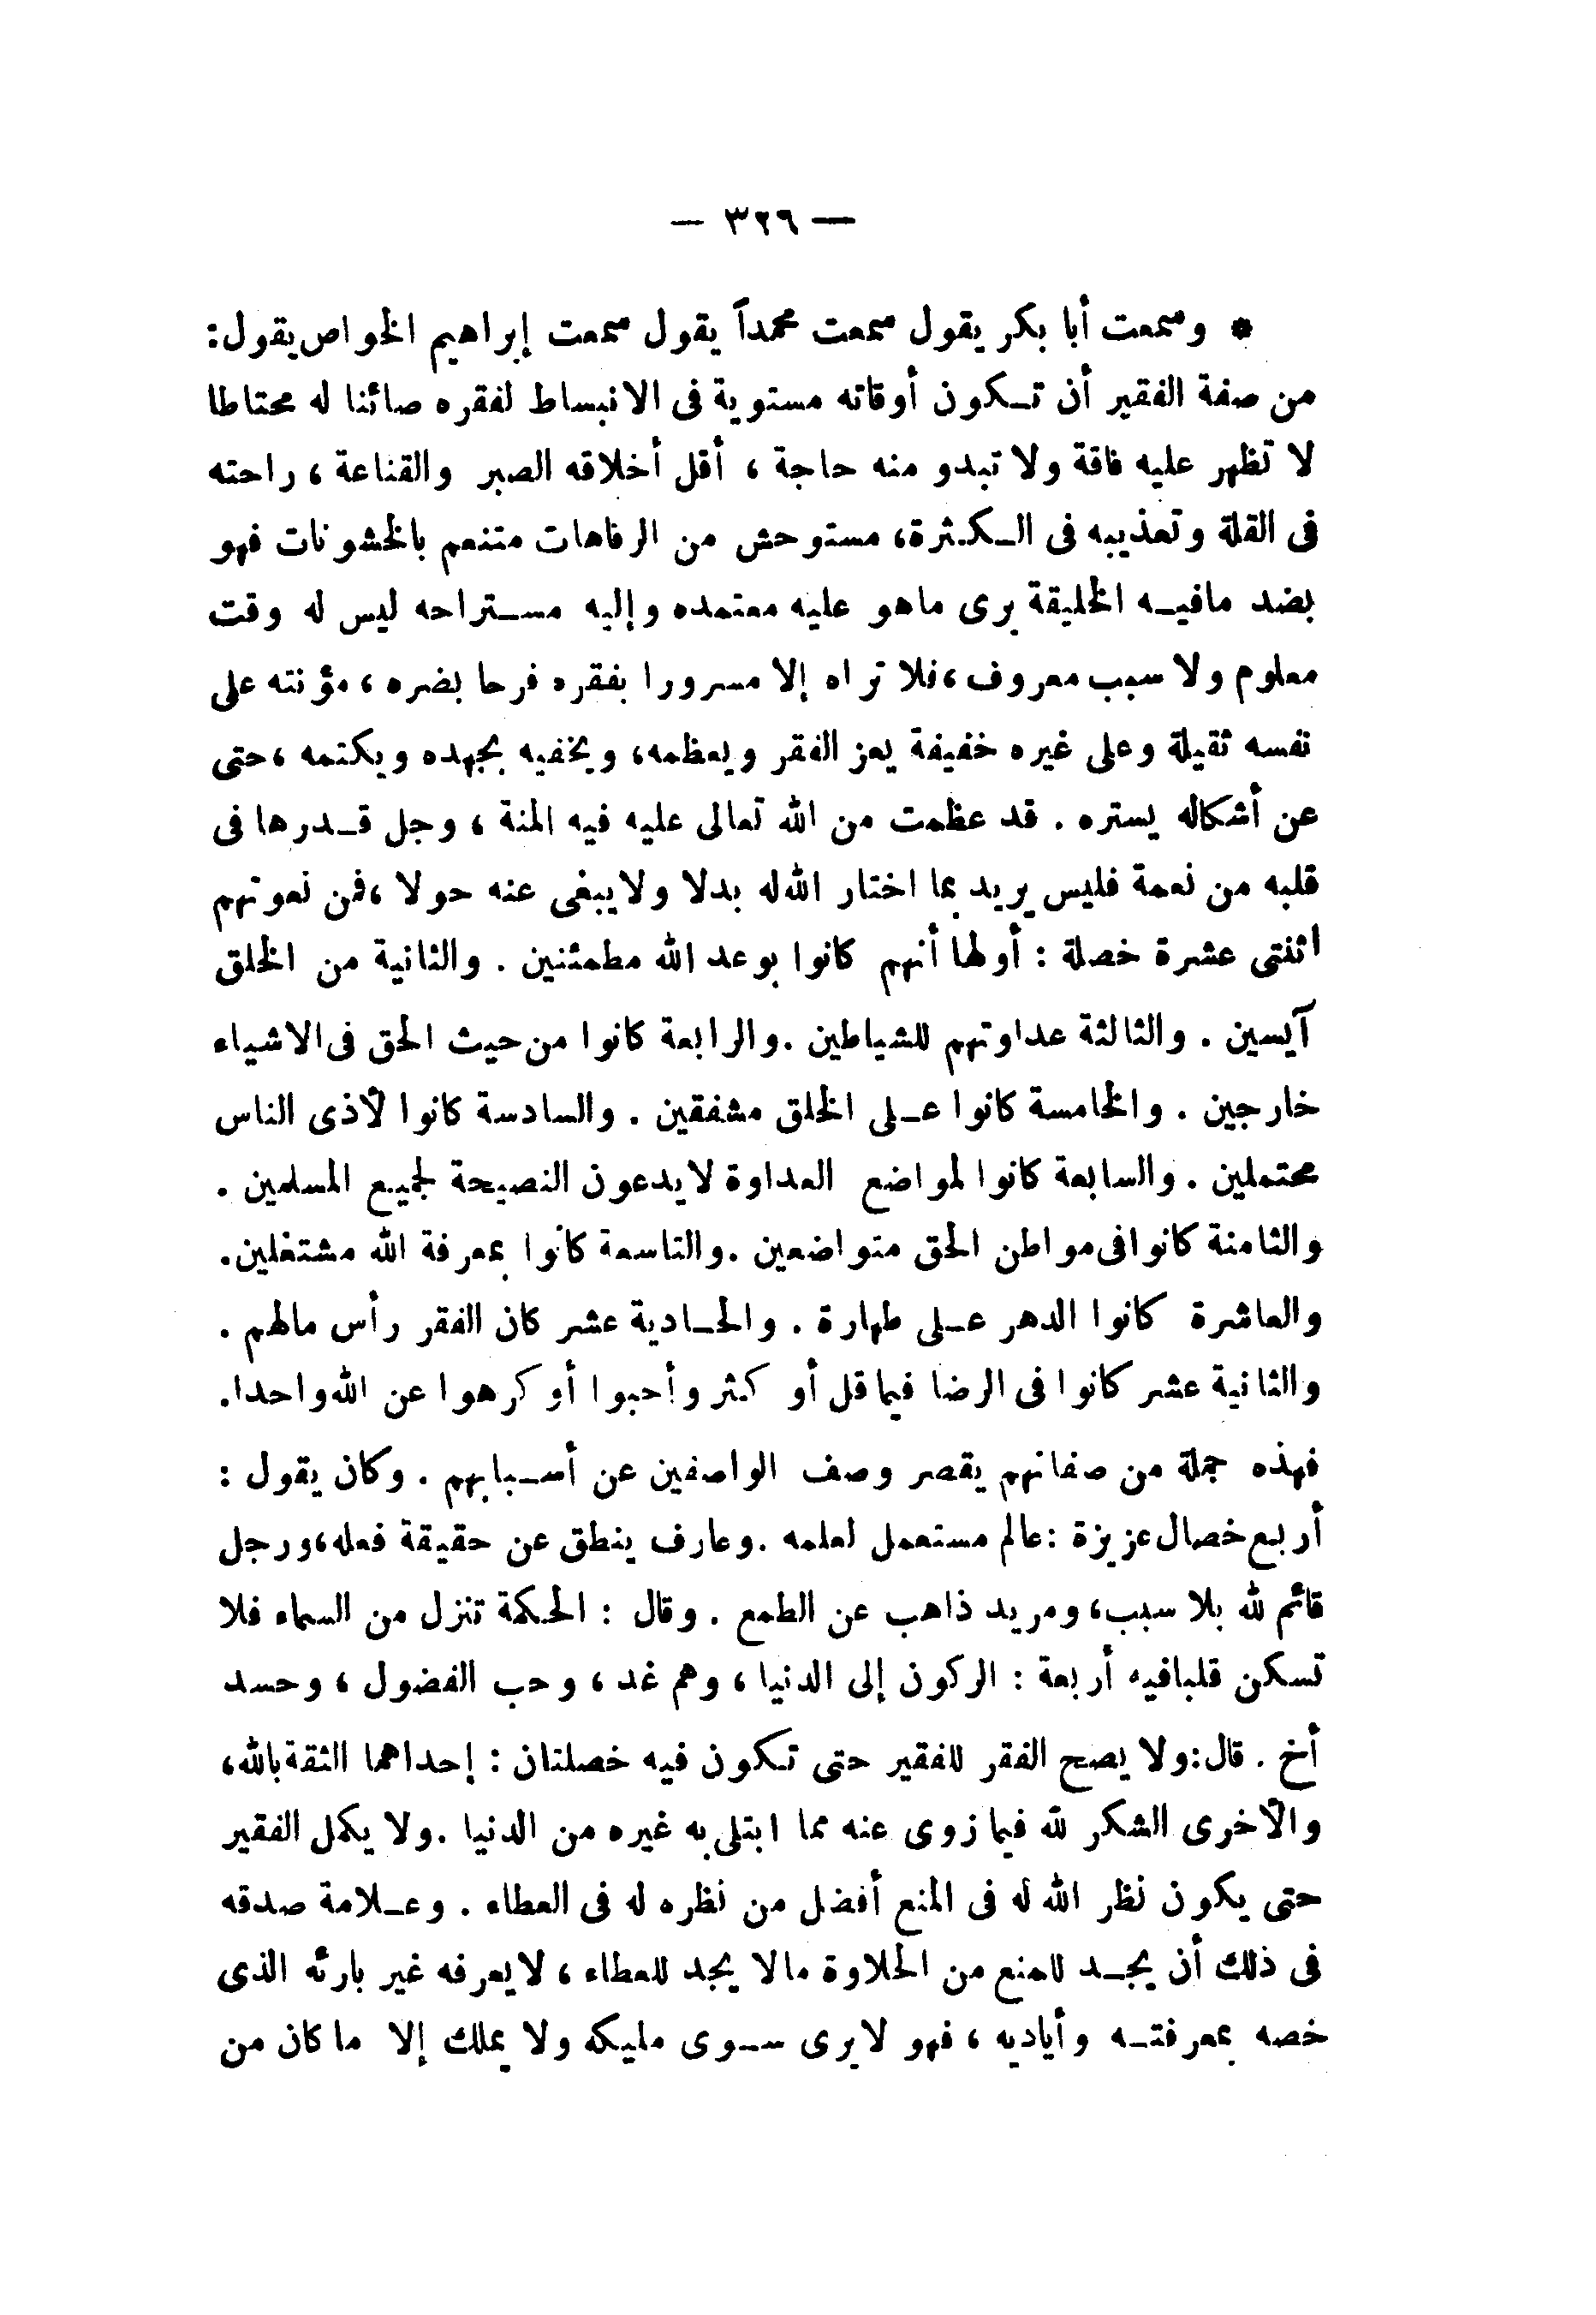 — ٣٢٦ —
* وسمعت أبا بكر يقول سمعت محمداً يقول سمعت إبراهيم الخواص يقول:
من صفة الفقير أن تكون أوقاته مستوية فى الانبساط لفقره صائنا له محتاطا
لا تظهر عليه فاقة ولا تبدو منه حاجة ، أقل أخلاقه الصبر والقناعة ، راحته
فى القلة وتعذيبه فى الكثرة، مستوحش من الرفاهات متنعم بالخشونات فهو
بضد مافيه الخليقة يرى ماهو عليه معتمده وإليه مستراحه ليس له وقت
معلوم ولا سبب معروف ،فلا تراه إلا مسرورا بفقره فرحا بضره ، مؤنته على
نفسه ثقيلة وعلى غيره خفيفة يعز الفقر ويعظمه، ويخفيه بجهده ويكتمه ،حتى
عن أشكاله يستره . قد عظمت من الله تعالى عليه فيه المنة ، وجل قدرها فى
قلبه من نعمة فليس يريد بما اختار الله له بدلا ولا يبغى عنه حولا ،فمن نعوتهم
اثنتى عشرة خصلة : أولها أنهم كانوا بوعد الله مطمئنين . والثانية من الخلق
آيسين . والثالثة عداوتهم للشياطين .والرابعة كانوا من حيث الحق فى الاشياء
خارجين . والخامسة كانوا على الخلق مشفقين . والسادسة كانوا لأذى الناس
محتملين . والسابعة كانوا لمواضع العداوة لا يدعون النصيحة لجميع المسلمين .
والثامنة كانوا فى مواطن الحق متواضعين .والتاسعة كانوا بمعرفة الله مشتغلين.
والعاشرة كانوا الدهر على طهارة . والحادية عشر كان الفقر رأس مالهم .
والثانية عشر كانوا فى الرضا فيما قل أو كثر وأحبوا أو كرهوا عن الله واحدا.
فهذه جملة من صفاتهم يقصر وصف الواصفين عن أسبابهم . وكان يقول :
أربع خصال عزيزة :عالم مستعمل لعلمه .وعارف ينطق عن حقيقة فعله،ورجل
قائم لله بلا سبب، ومريد ذاهب عن الطمع . وقال : الحكمة تنزل من السماء فلا
تسكن قلبا فيه أربعة : الركون إلى الدنيا ، وهم غد ، وحب الفضول ، وحسد
أخ . قال:ولا يصح الفقر للفقير حتى تكون فيه خصلتان : إحداهما الثقة بالله،
والأخرى الشكر لله فيما زوى عنه مما ابتلى به غيره من الدنيا .ولا يكمل الفقير
حتى يكون نظر الله له فى المنع أفضل من نظره له فى العطاء . وعلامة صدقه
فى ذلك أن يجد للمنع من الحلاوة مالا يجد للعطاء ، لا يعرفه غير بارئه الذى
خصه بمعرفته وأياديه ، فهو لا يرى سوى مليكه ولا يملك إلا ما كان من